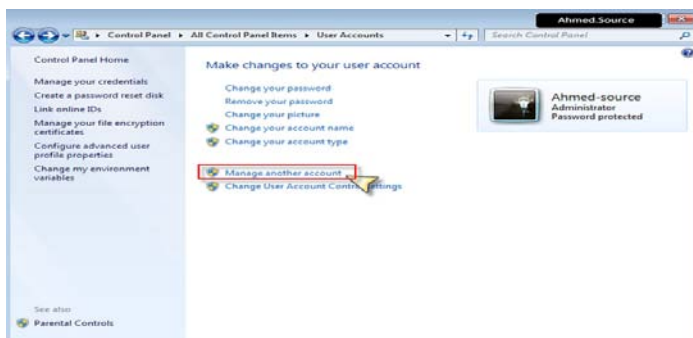 Ahmed.Source
Control Panel ▸ All Control Panel Items ▸ User Accounts
Search Control Panel
Control Panel Home
Manage your credentials
Create a password reset disk
Link online IDs
Manage your file encryption
certificates
Configure advanced user
profile properties
Change my environment
variables
See also
Parental Controls
Make changes to your user account
Change your password
Remove your password
Change your picture
Change your account name
Change your account type
Manage another account
Change User Account Control settings
Ahmed-source
Administrator
Password protected